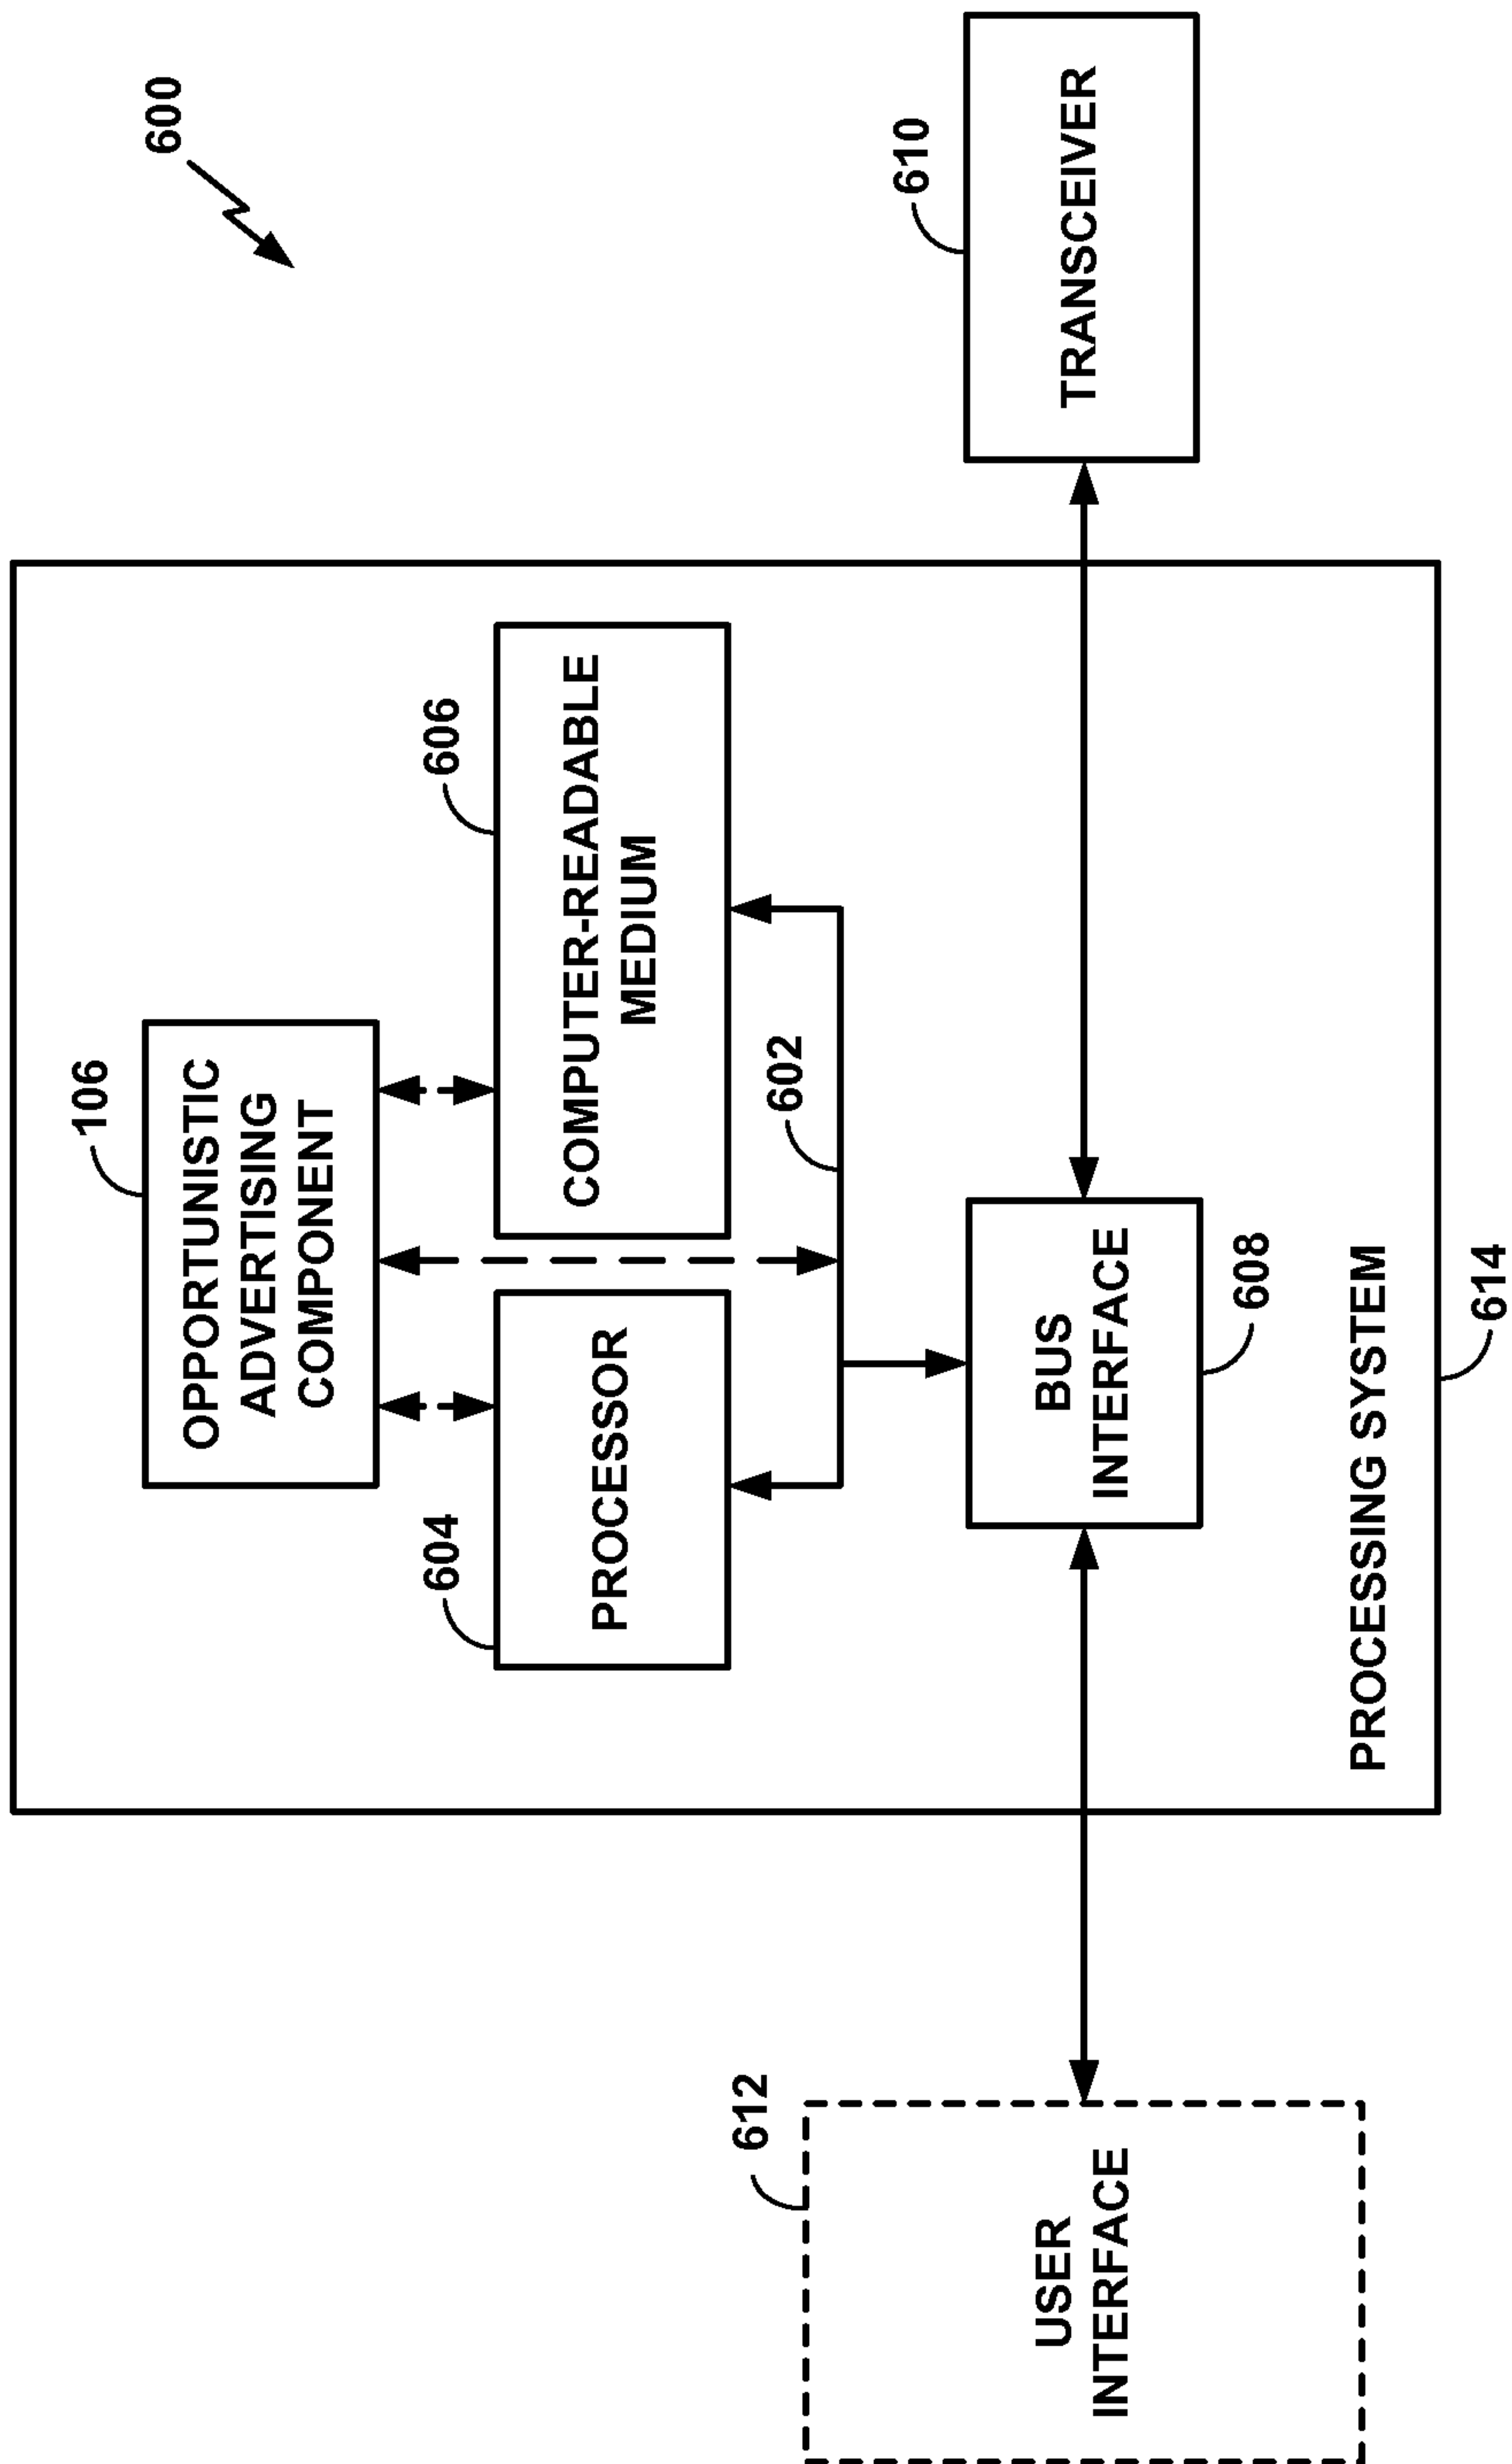 600
106
OPPORTUNISTIC
ADVERTISING
COMPONENT
604
PROCESSOR
606
COMPUTER-READABLE
MEDIUM
602
612
USER
INTERFACE
BUS
INTERFACE
608
610
TRANSCEIVER
PROCESSING SYSTEM
614